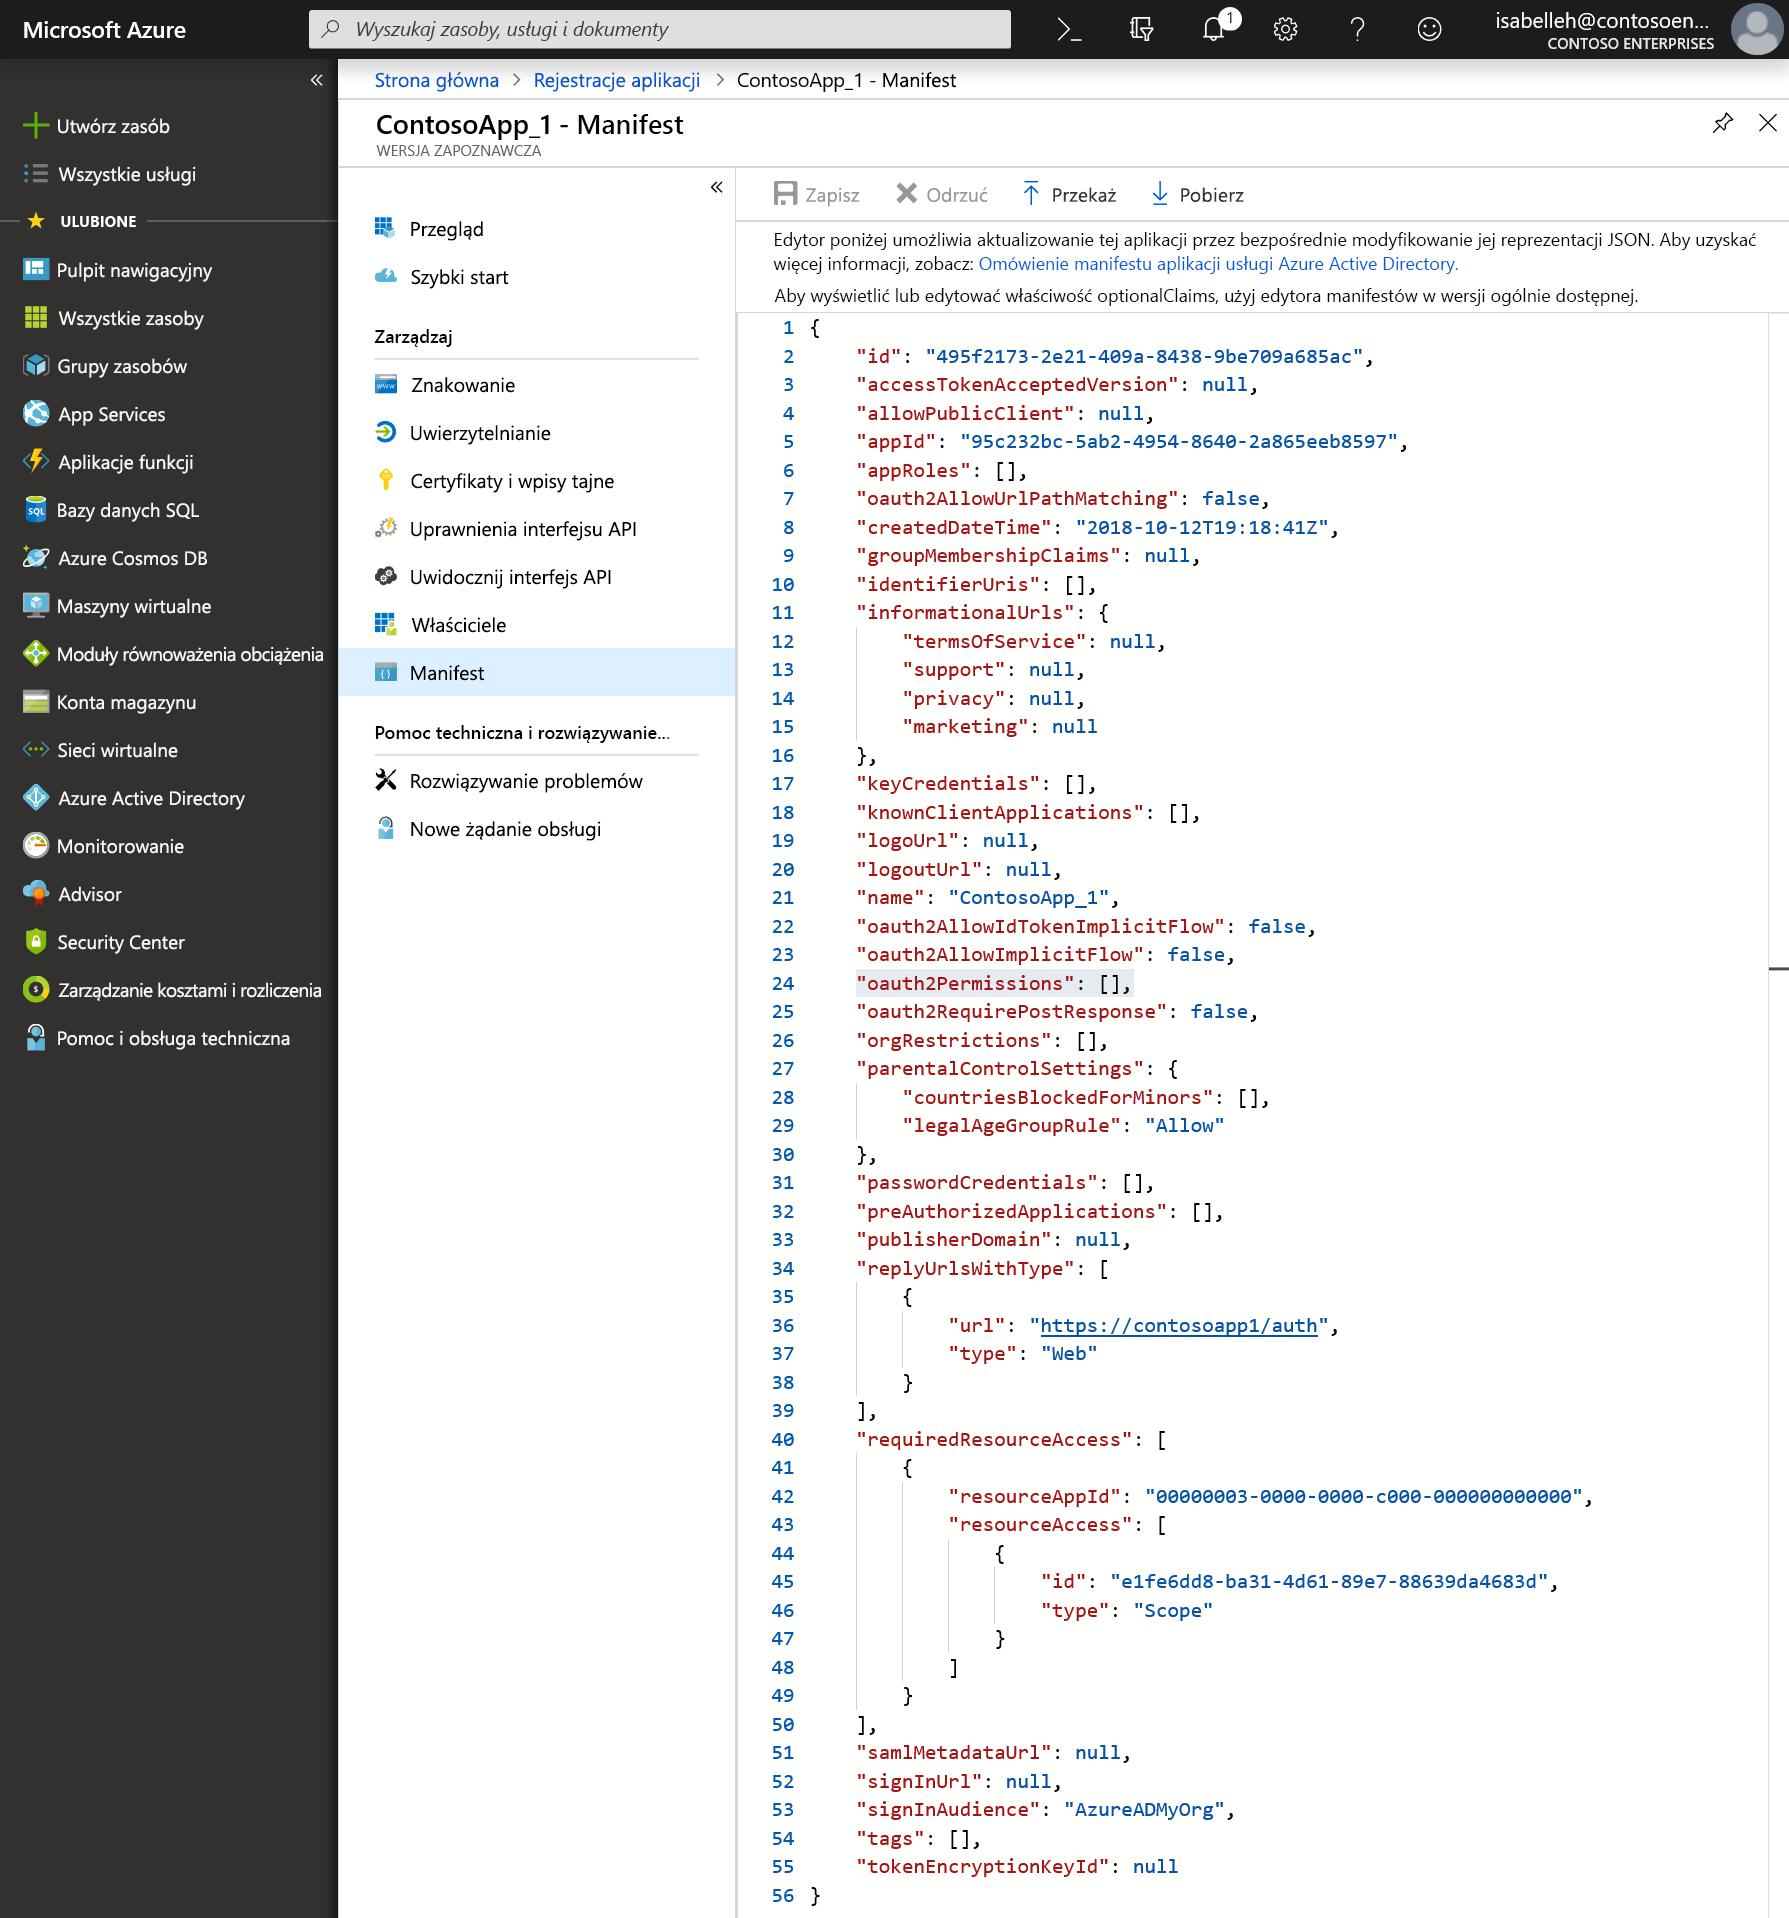 Microsoft Azure
Wyszukaj zasoby, usługi i dokumenty
1
isabelleh@contosoen...
CONTOSO ENTERPRISES
Utwórz zasób
Wszystkie usługi
ULUBIONE
Pulpit nawigacyjny
Wszystkie zasoby
Grupy zasobów
App Services
Aplikacje funkcji
Bazy danych SQL
Azure Cosmos DB
Maszyny wirtualne
Moduły równoważenia obciążenia
Konta magazynu
Sieci wirtualne
Azure Active Directory
Monitorowanie
Advisor
Security Center
Zarządzanie kosztami i rozliczenia
Pomoc i obsługa techniczna
Strona główna > Rejestracje aplikacji > ContosoApp_1 - Manifest
ContosoApp_1 - Manifest
WERSJA ZAPOZNAWCZA
Przegląd
Szybki start
Zarządzaj
Znakowanie
Uwierzytelnianie
Certyfikaty i wpisy tajne
Uprawnienia interfejsu API
Uwidocznij interfejs API
Właściciele
Manifest
Pomoc techniczna i rozwiązywanie...
Rozwiązywanie problemów
Nowe żądanie obsługi
Zapisz Odrzuć Przekaż Pobierz
Edytor poniżej umożliwia aktualizowanie tej aplikacji przez bezpośrednie modyfikowanie jej reprezentacji JSON. Aby uzyskać
więcej informacji, zobacz: Omówienie manifestu aplikacji usługi Azure Active Directory.
Aby wyświetlić lub edytować właściwość optionalClaims, użyj edytora manifestów w wersji ogólnie dostępnej.
1 {
2 "id": "495f2173-2e21-409a-8438-9be709a685ac",
3 "accessTokenAcceptedVersion": null,
4 "allowPublicClient": null,
5 "appId": "95c232bc-5ab2-4954-8640-2a865eeb8597",
6 "appRoles": [],
7 "oauth2AllowUrlPathMatching": false,
8 "createdDateTime": "2018-10-12T19:18:41Z",
9 "groupMembershipClaims": null,
10 "identifierUris": [],
11 "informationalUrls": {
12 "termsOfService": null,
13 "support": null,
14 "privacy": null,
15 "marketing": null
16 },
17 "keyCredentials": [],
18 "knownClientApplications": [],
19 "logoUrl": null,
20 "logoutUrl": null,
21 "name": "ContosoApp_1",
22 "oauth2AllowIdTokenImplicitFlow": false,
23 "oauth2AllowImplicitFlow": false,
24 "oauth2Permissions": [],
25 "oauth2RequirePostResponse": false,
26 "orgRestrictions": [],
27 "parentalControlSettings": {
28 "countriesBlockedForMinors": [],
29 "legalAgeGroupRule": "Allow"
30 },
31 "passwordCredentials": [],
32 "preAuthorizedApplications": [],
33 "publisherDomain": null,
34 "replyUrlsWithType": [
35 {
36 "url": "https://contosoapp1/auth",
37 "type": "Web"
38 }
39 ],
40 "requiredResourceAccess": [
41 {
42 "resourceAppId": "00000003-0000-0000-c000-000000000000",
43 "resourceAccess": [
44 {
45 "id": "e1fe6dd8-ba31-4d61-89e7-88639da4683d",
46 "type": "Scope"
47 }
48 ]
49 }
50 ],
51 "samlMetadataUrl": null,
52 "signInUrl": null,
53 "signInAudience": "AzureADMyOrg",
54 "tags": [],
55 "tokenEncryptionKeyId": null
56 }